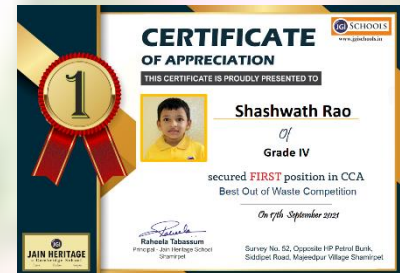 CERTIFICATE
OF APPRECIATION
JGI SCHOOLS
www.jgischools.in
THIS CERTIFICATE IS PROUDLY PRESENTED TO
1
Shashwath Rao
Of
Grade IV
secured FIRST position in CCA
Best Out of Waste Competition
On 17th September 2021
Raheela Tabassum
Principal - Jain Heritage School
Shamirpet
Survey No. 52, Opposite HP Petrol Bunk,
Siddipet Road, Majeedpur Village Shamirpet
JGI
JAIN HERITAGE